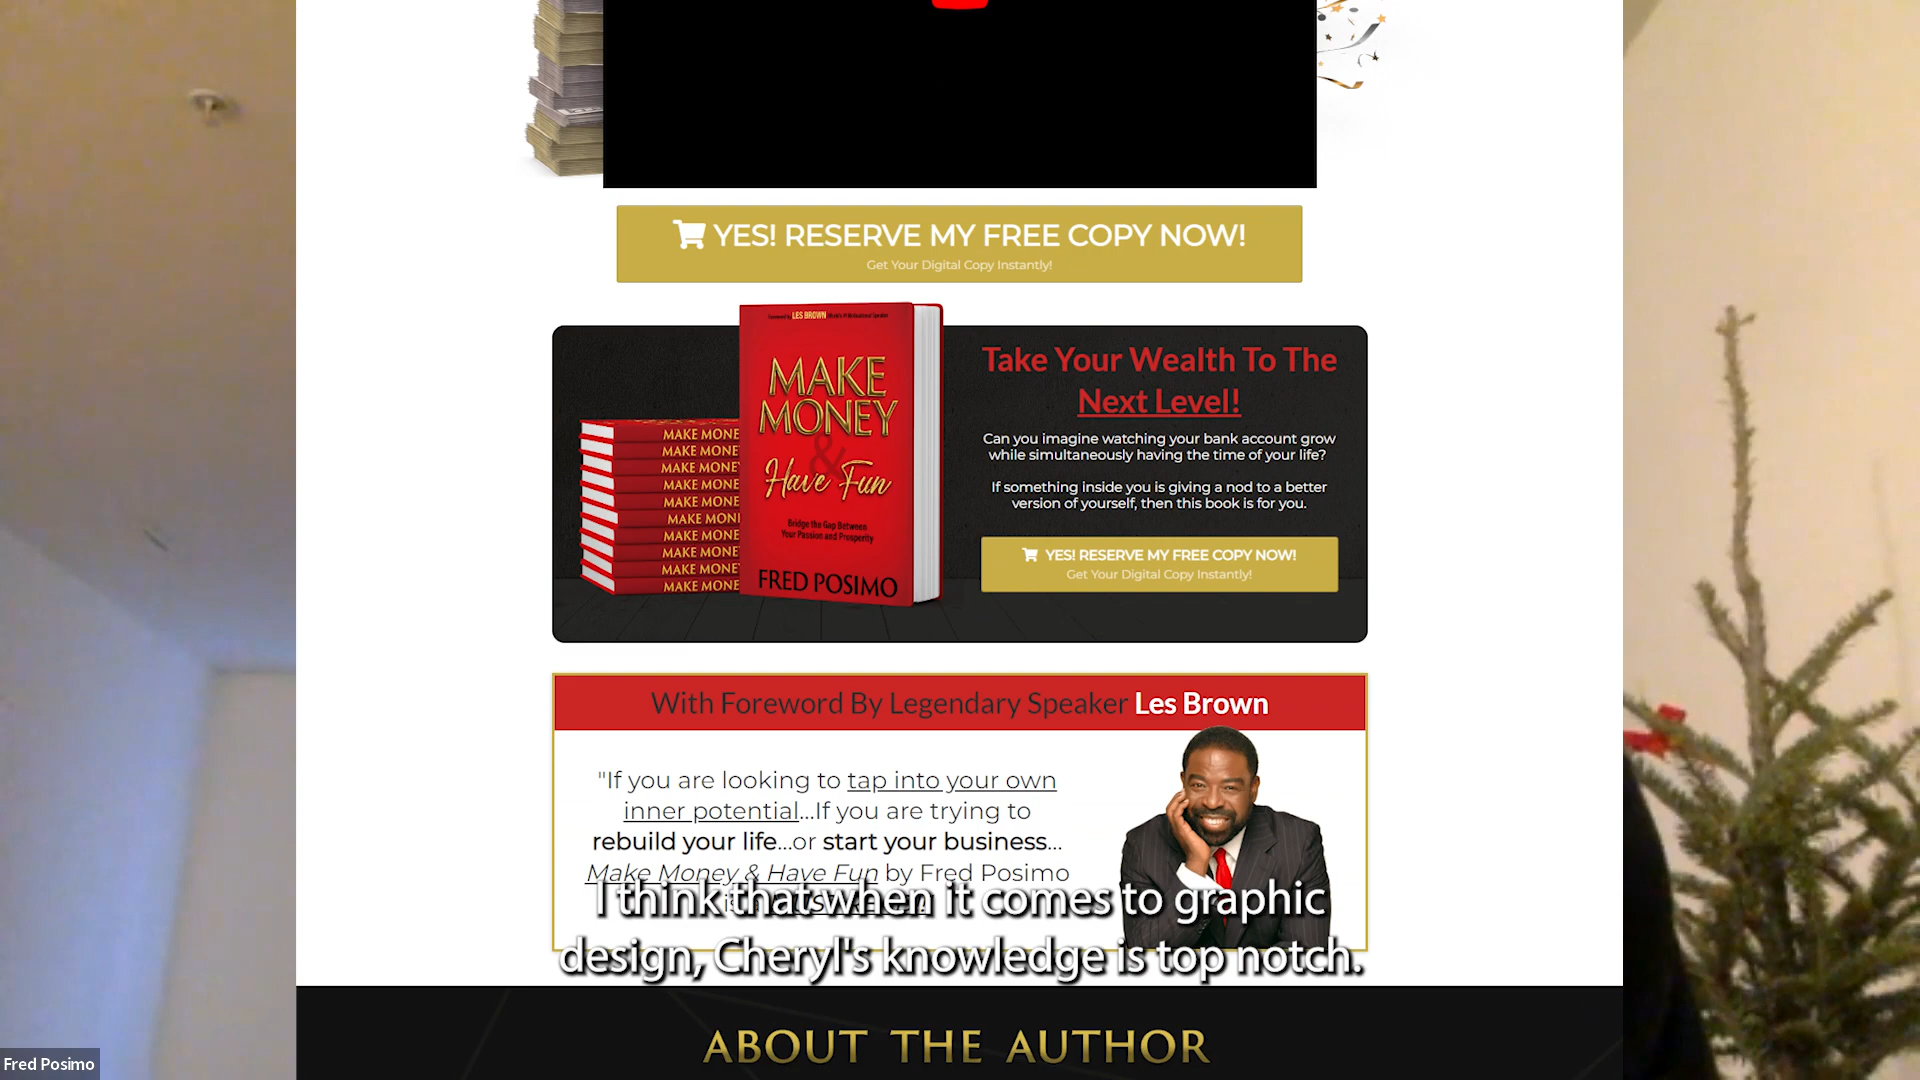 YES! RESERVE MY FREE COPY NOW!
Get Your Digital Copy Instantly!
Foreword by LES BROWN World's #1 Motivational Speaker
MAKE
MONEY
&
Have Fun
Bridge the Gap Between
Your Passion and Prosperity
FRED POSIMO
MAKE MONE
MAKE MONE
MAKE MONEY
MAKE MONE
MAKE MONE
MAKE MONI
MAKE MONE
MAKE MONE
MAKE MONEY
MAKE MONE
Take Your Wealth To The
Next Level!
Can you imagine watching your bank account grow
while simultaneously having the time of your life?
If something inside you is giving a nod to a better
version of yourself, then this book is for you.
YES! RESERVE MY FREE COPY NOW!
Get Your Digital Copy Instantly!
With Foreword By Legendary Speaker Les Brown
"If you are looking to tap into your own
inner potential...If you are trying to
rebuild your life...or start your business...
Make Money & Have Fun by Fred Posimo
I think that when it comes to graphic
design, Cheryl's knowledge is top notch.
ABOUT THE AUTHOR
Fred Posimo